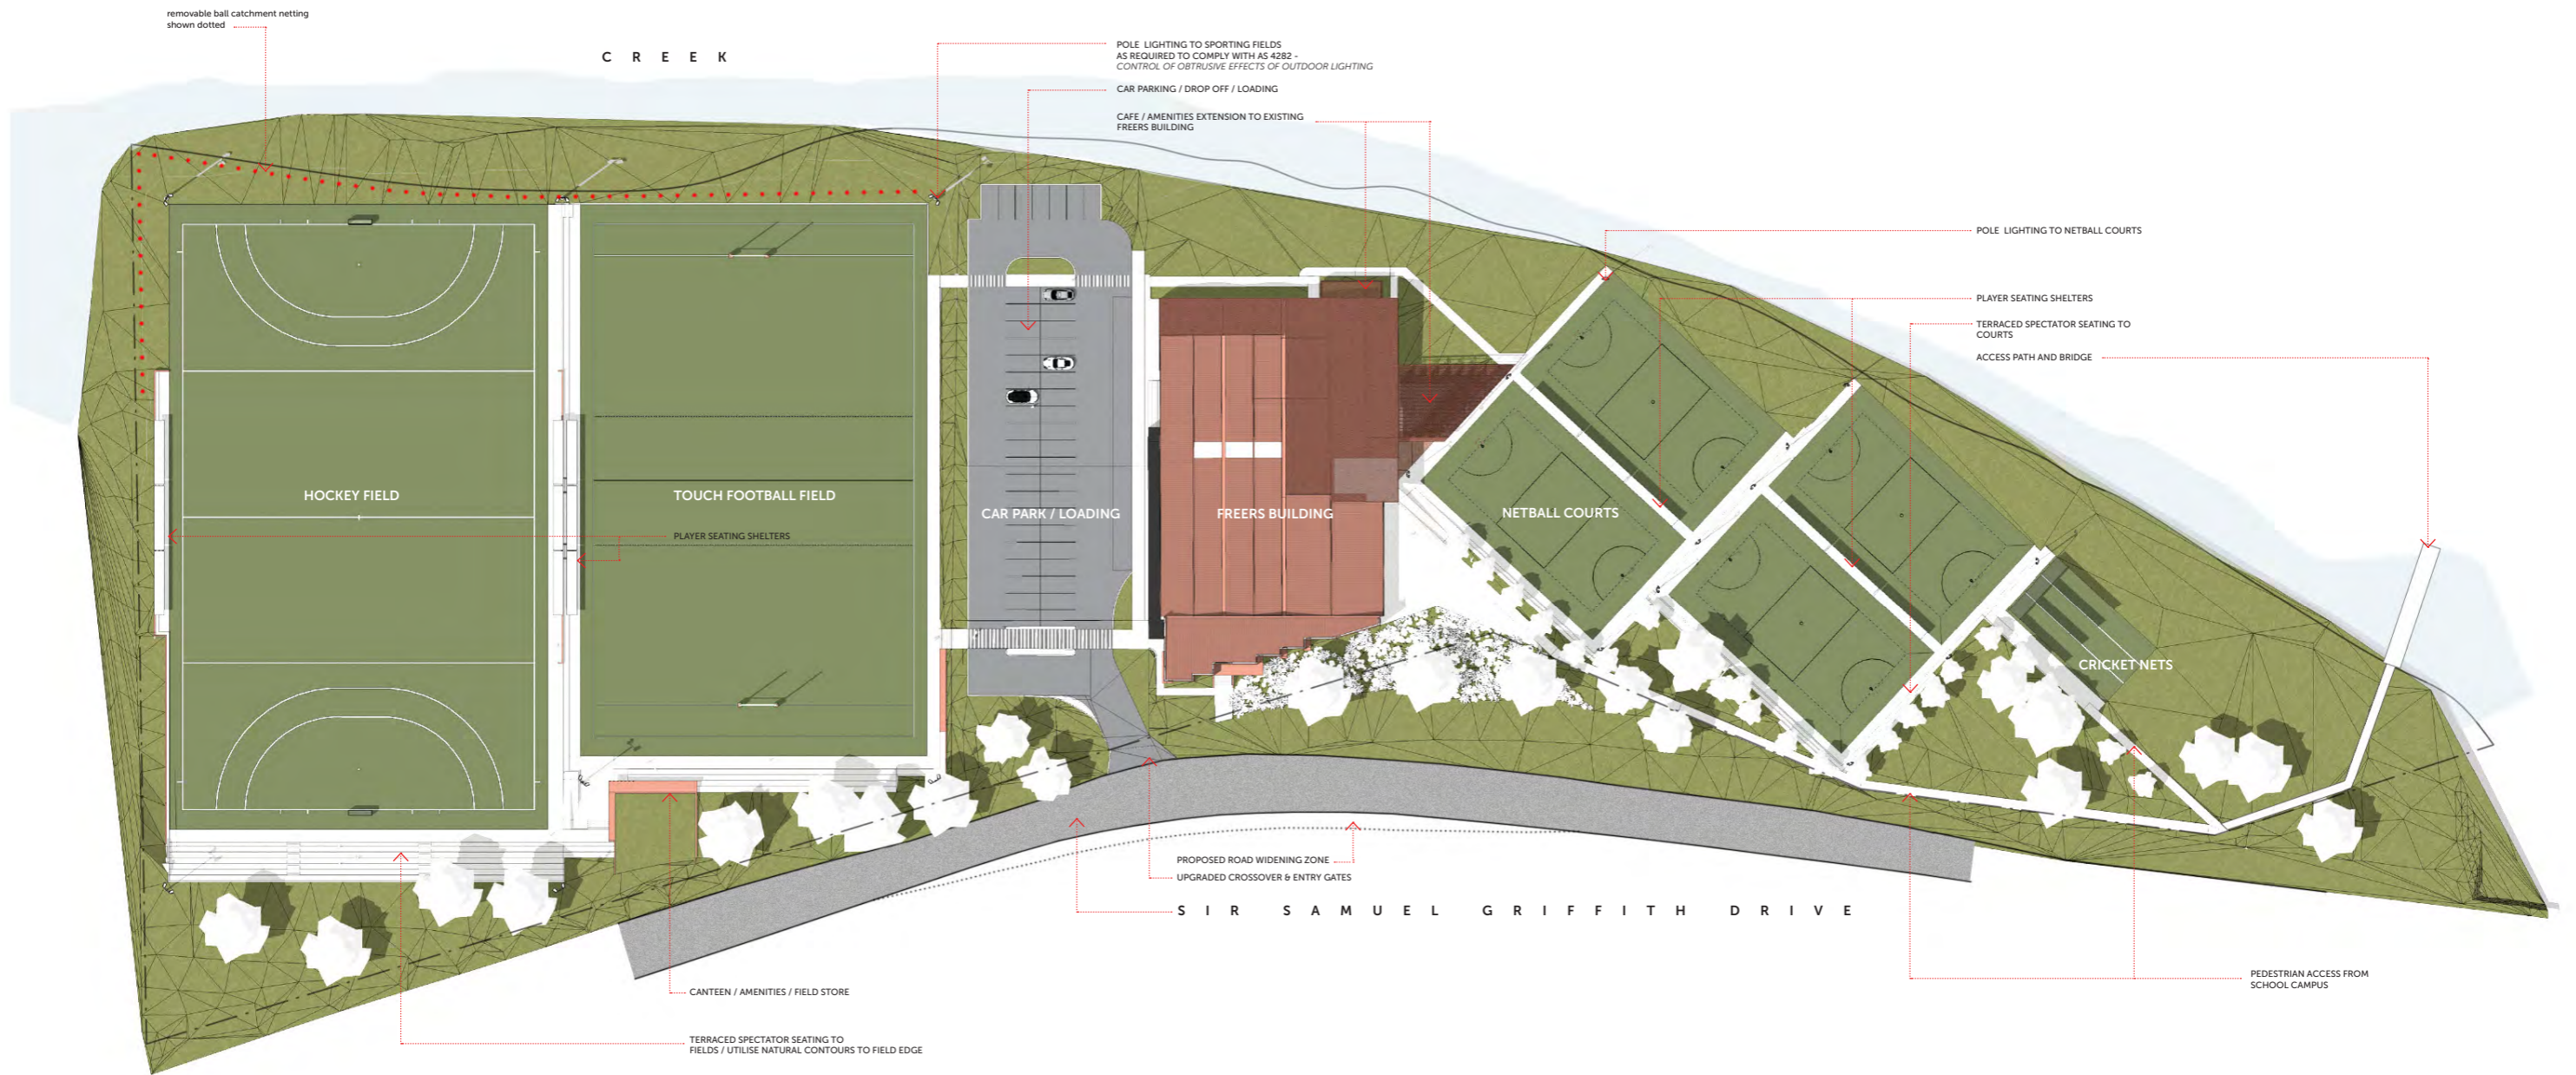 removable ball catchment netting
shown dotted
CREEK
POLE LIGHTING TO SPORTING FIELDS
AS REQUIRED TO COMPLY WITH AS 4282 -
CONTROL OF OBTRUSIVE EFFECTS OF OUTDOOR LIGHTING
CAR PARKING / DROP OFF / LOADING
CAFE / AMENITIES EXTENSION TO EXISTING
FREERS BUILDING
POLE LIGHTING TO NETBALL COURTS
PLAYER SEATING SHELTERS
TERRACED SPECTATOR SEATING TO
COURTS
ACCESS PATH AND BRIDGE
HOCKEY FIELD
TOUCH FOOTBALL FIELD
CAR PARK / LOADING
FREERS BUILDING
NETBALL COURTS
PLAYER SEATING SHELTERS
CRICKET NETS
PROPOSED ROAD WIDENING ZONE
UPGRADED CROSSOVER & ENTRY GATES
SIR SAMUEL GRIFFITH DRIVE
PEDESTRIAN ACCESS FROM
SCHOOL CAMPUS
CANTEEN / AMENITIES / FIELD STORE
TERRACED SPECTATOR SEATING TO
FIELDS / UTILISE NATURAL CONTOURS TO FIELD EDGE